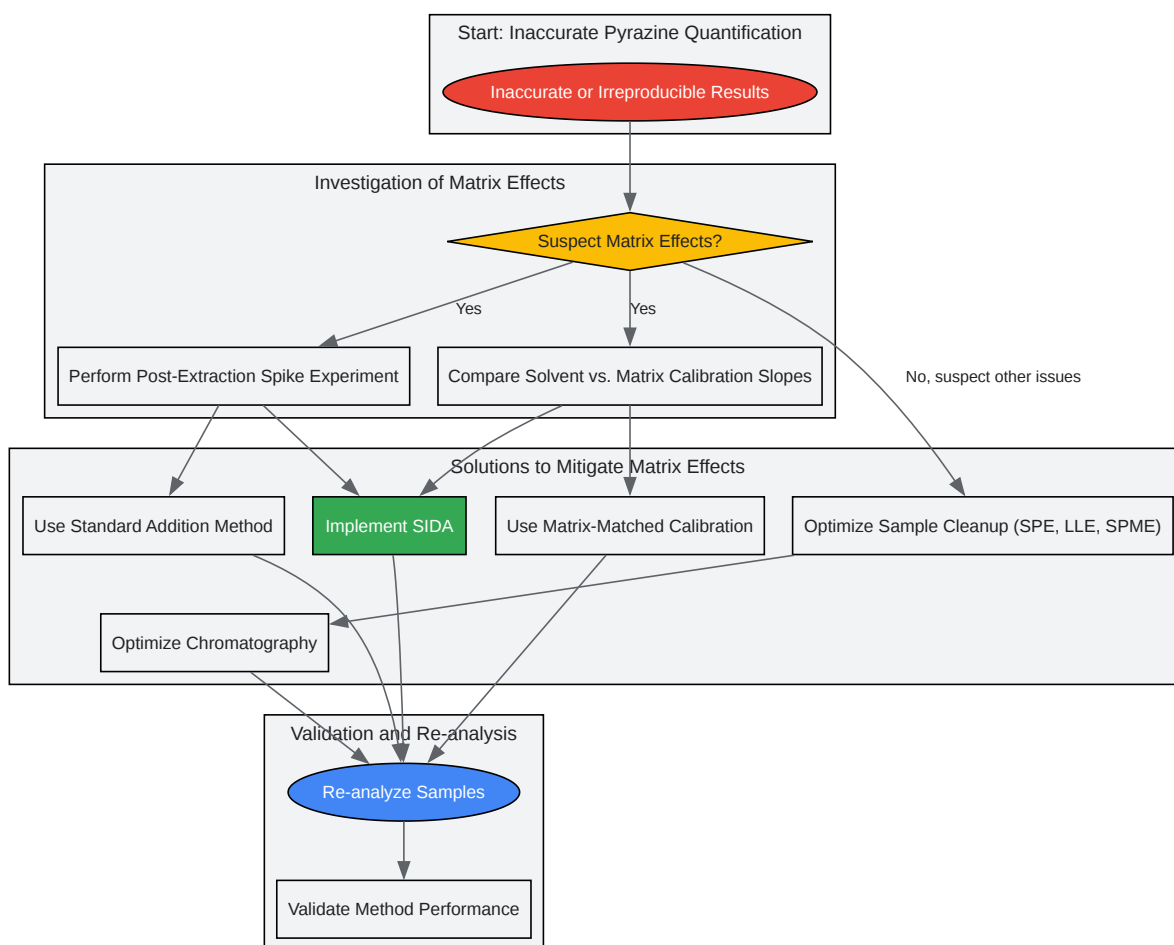 Start: Inaccurate Pyrazine Quantification
Inaccurate or Irreproducible Results
Investigation of Matrix Effects
Suspect Matrix Effects?
Yes
Yes
No, suspect other issues
Perform Post-Extraction Spike Experiment
Compare Solvent vs. Matrix Calibration Slopes
Solutions to Mitigate Matrix Effects
Use Standard Addition Method
Implement SIDA
Use Matrix-Matched Calibration
Optimize Sample Cleanup (SPE, LLE, SPME)
Optimize Chromatography
Validation and Re-analysis
Re-analyze Samples
Validate Method Performance